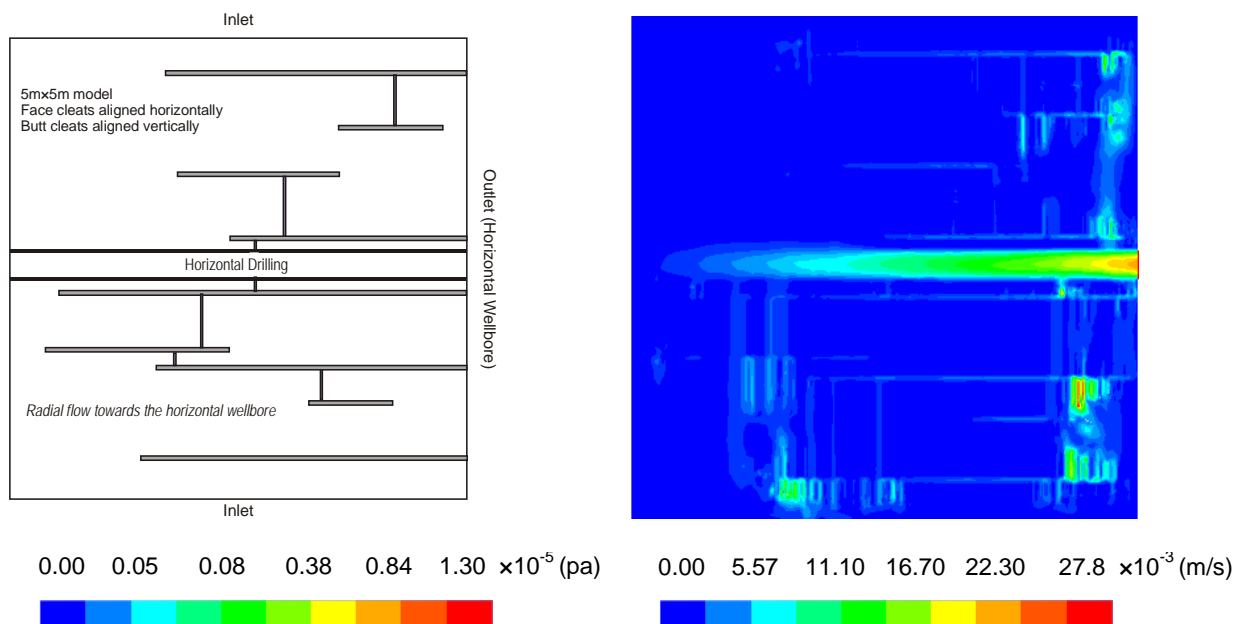 Inlet
5m×5m model
Face cleats aligned horizontally
Butt cleats aligned vertically
Outlet (Horizontal Wellbore)
Horizontal Drilling
Radial flow towards the horizontal wellbore
Inlet
0.00 0.05 0.08 0.38 0.84 1.30 ×10⁻⁵ (pa)
0.00 5.57 11.10 16.70 22.30 27.8 ×10⁻³ (m/s)